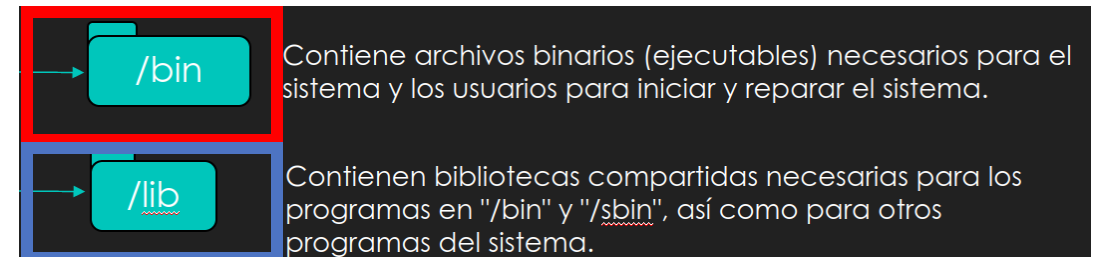 /bin
Contiene archivos binarios (ejecutables) necesarios para el
sistema y los usuarios para iniciar y reparar el sistema.
/lib
Contienen bibliotecas compartidas necesarias para los
programas en "/bin" y "/sbin", así como para otros
programas del sistema.